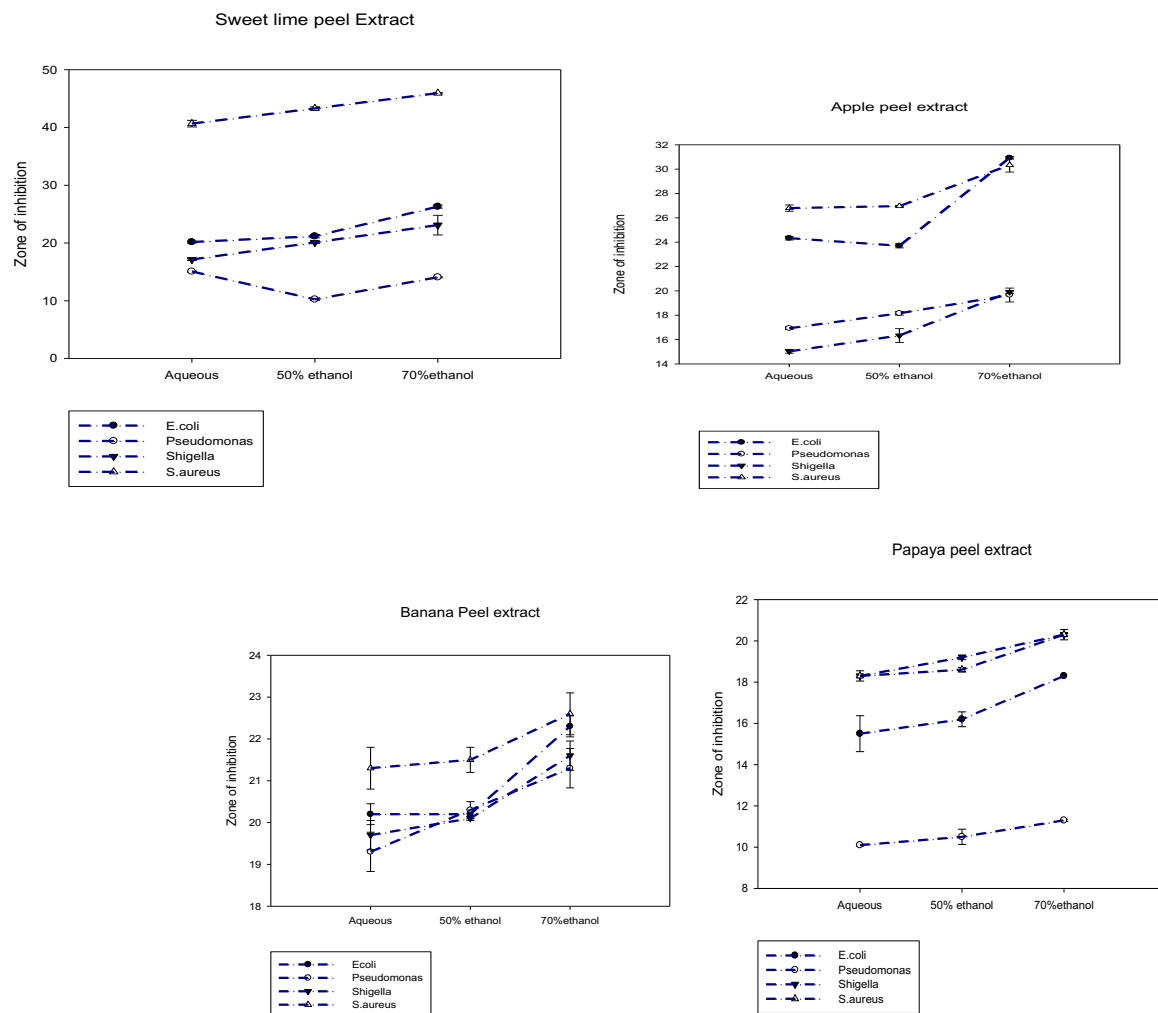 Sweet lime peel Extract
Zone of inhibition
50
40
30
20
10
0
Aqueous 50% ethanol 70%ethanol
E.coli
Pseudomonas
Shigella
S.aureus
Apple peel extract
Zone of inhibition
32
30
28
26
24
22
20
18
16
14
Aqueous 50% ethanol 70%ethanol
E.coli
Pseudomonas
Shigella
S.aureus
Banana Peel extract
Zone of inhibition
24
23
22
21
20
19
18
Aqueous 50% ethanol 70%ethanol
Ecoli
Pseudomonas
Shigella
S.aureus
Papaya peel extract
Zone of inhibition
22
20
18
16
14
12
10
8
Aqueous 50% ethanol 70%ethanol
E.coli
Pseudomonas
Shigella
S.aureus